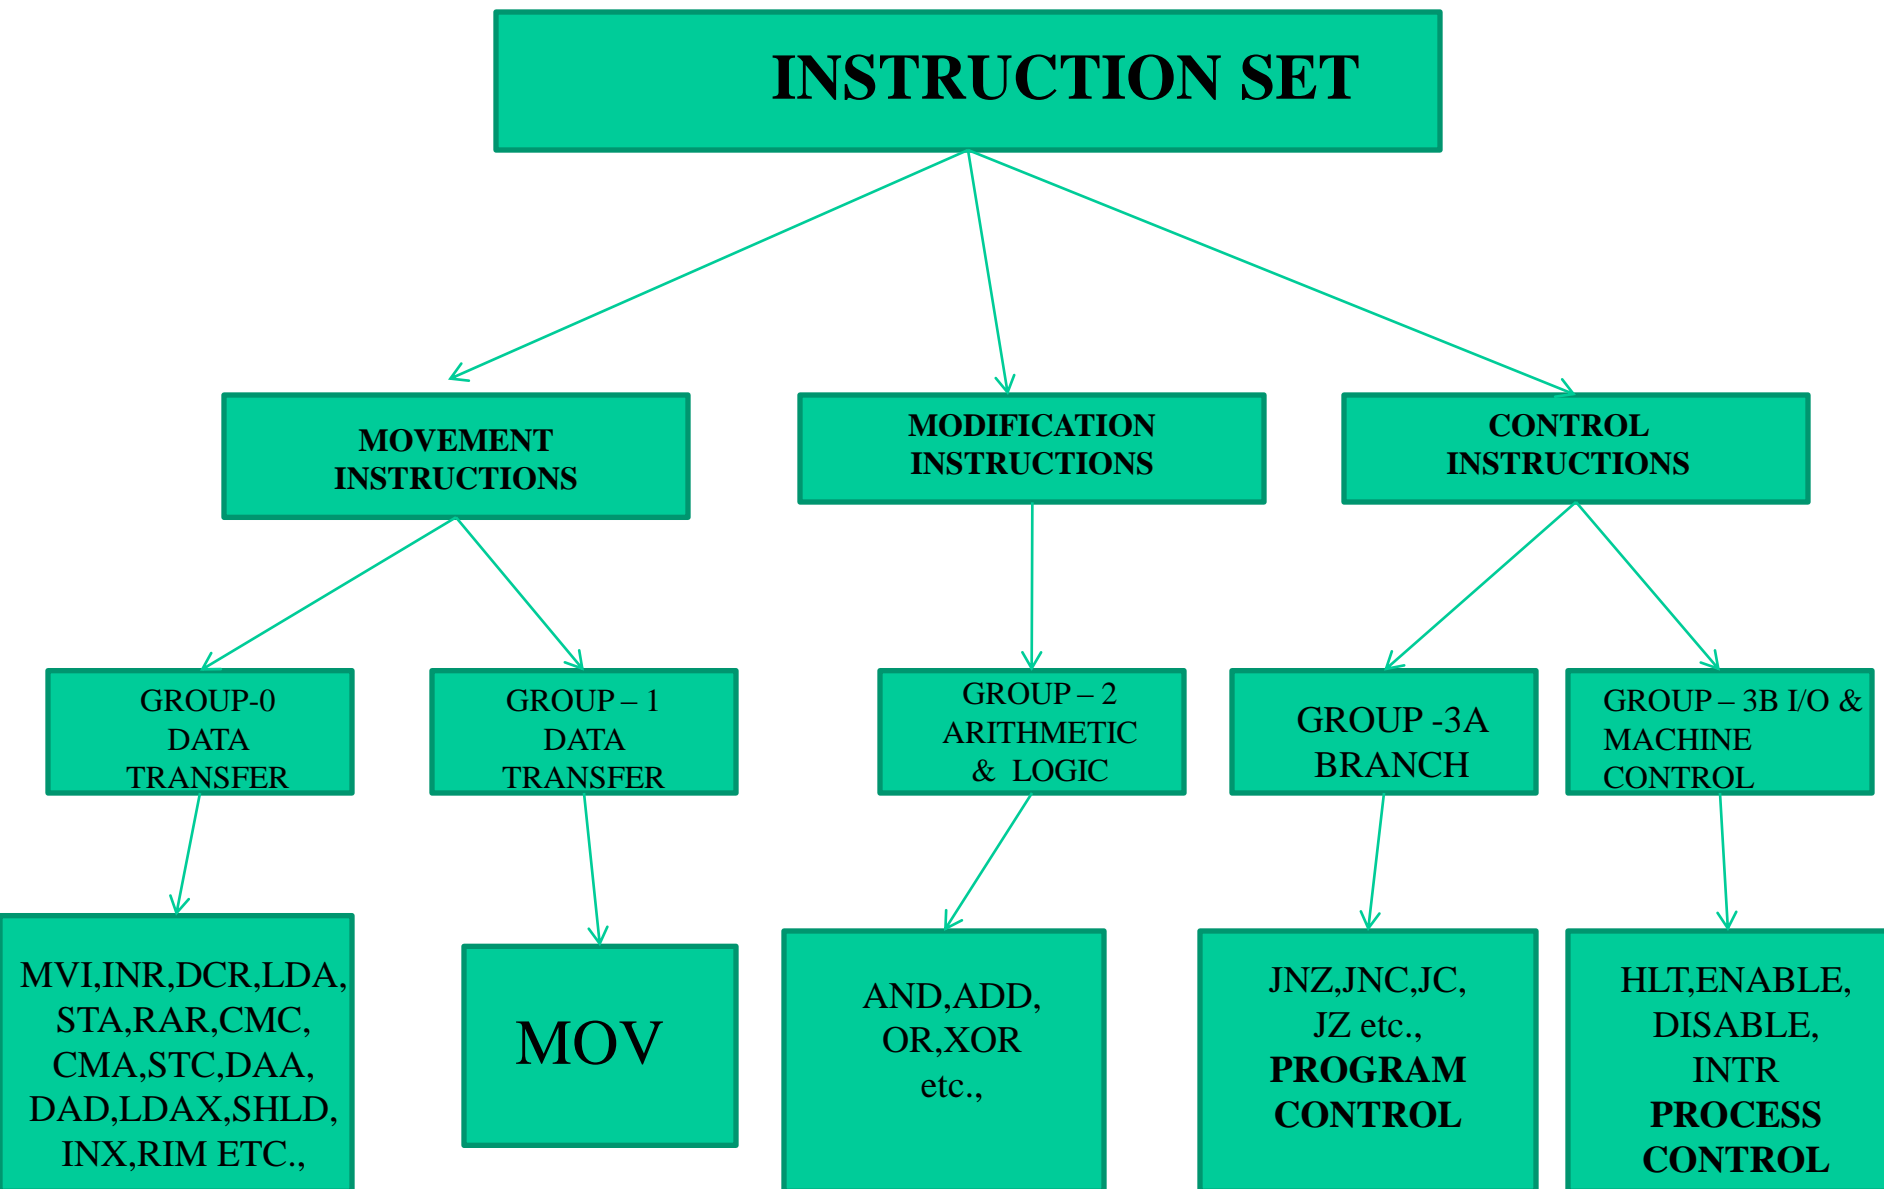 INSTRUCTION SET
MOVEMENT
INSTRUCTIONS
MODIFICATION
INSTRUCTIONS
CONTROL
INSTRUCTIONS
GROUP-0
DATA
TRANSFER
GROUP – 1
DATA
TRANSFER
GROUP – 2
ARITHMETIC
& LOGIC
GROUP -3A
BRANCH
GROUP – 3B I/O &
MACHINE
CONTROL
MVI,INR,DCR,LDA,
STA,RAR,CMC,
CMA,STC,DAA,
DAD,LDAX,SHLD,
INX,RIM ETC.,
MOV
AND,ADD,
OR,XOR
etc.,
JNZ,JNC,JC,
JZ etc.,
PROGRAM
CONTROL
HLT,ENABLE,
DISABLE,
INTR
PROCESS
CONTROL